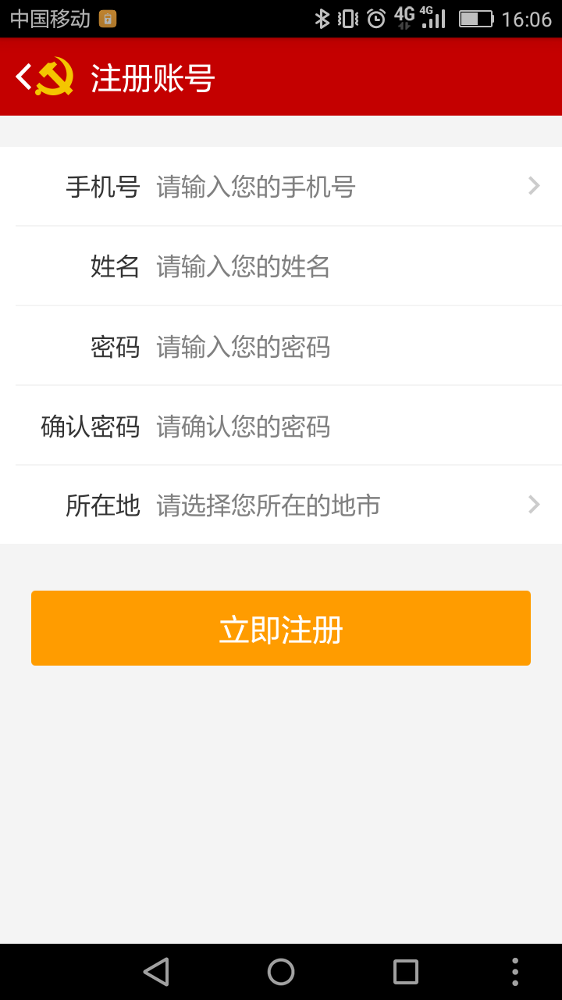 中国移动 4G 4G 16:06
注册账号
手机号 请输入您的手机号
姓名 请输入您的姓名
密码 请输入您的密码
确认密码 请确认您的密码
所在地 请选择您所在的地市
立即注册